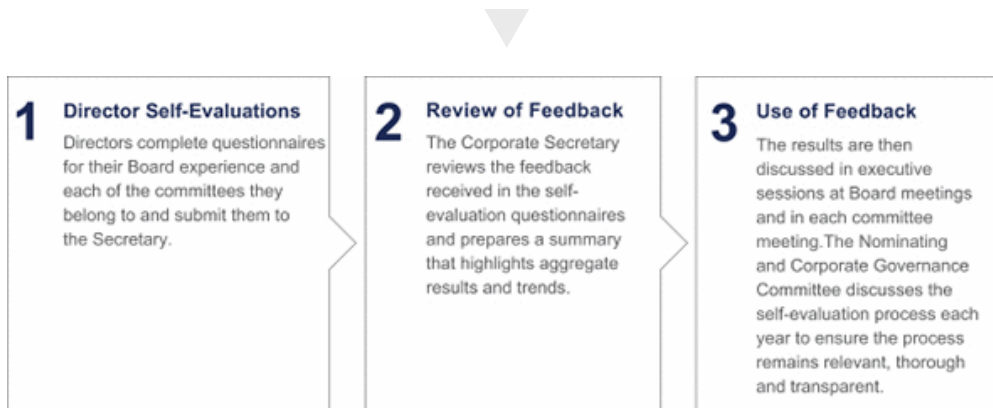 1
Director Self-Evaluations
Directors complete questionnaires
for their Board experience and
each of the committees they
belong to and submit them to
the Secretary.
2
Review of Feedback
The Corporate Secretary
reviews the feedback
received in the self-
evaluation questionnaires
and prepares a summary
that highlights aggregate
results and trends.
3
Use of Feedback
The results are then
discussed in executive
sessions at Board meetings
and in each committee
meeting.The Nominating
and Corporate Governance
Committee discusses the
self-evaluation process each
year to ensure the process
remains relevant, thorough
and transparent.